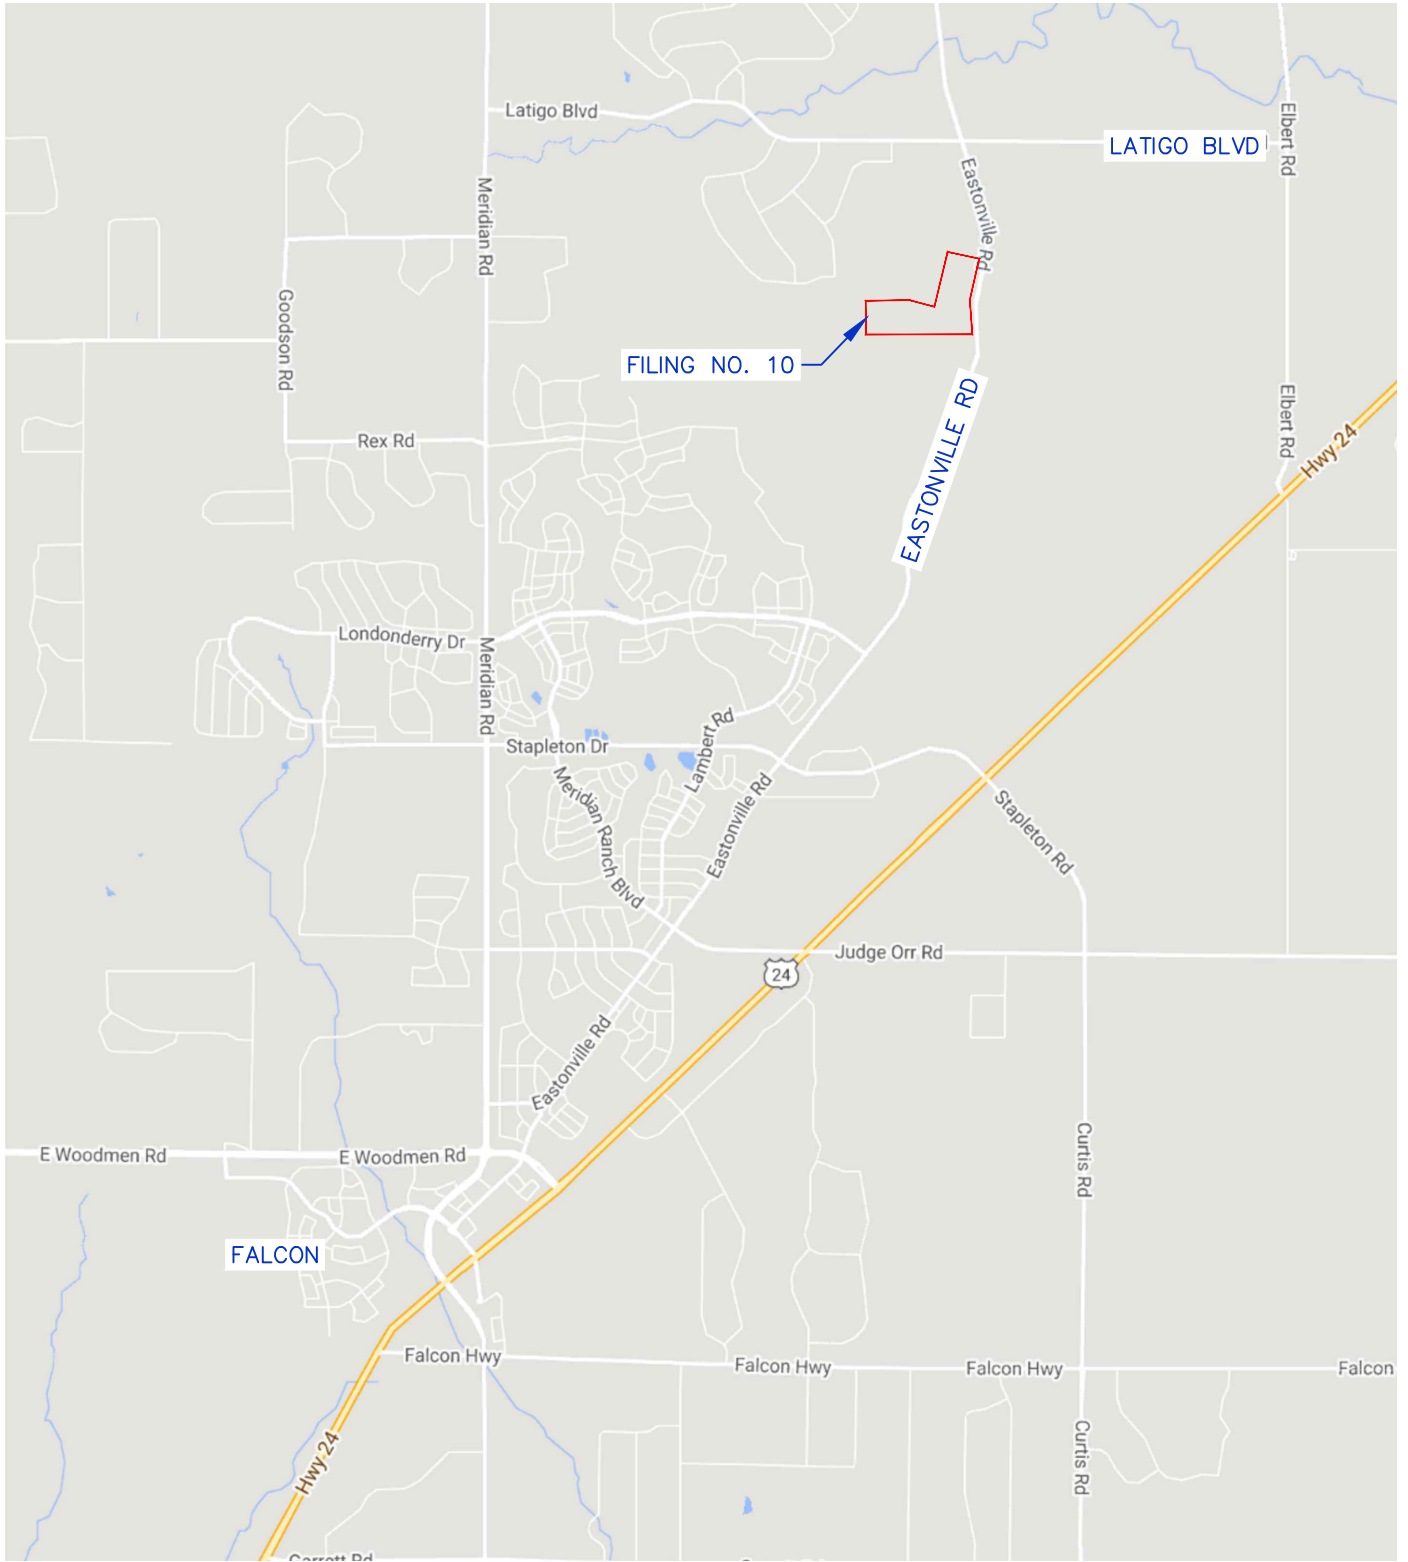 Latigo Blvd
LATIGO BLVD
Elbert Rd
Eastonville Rd
Meridian Rd
Goodson Rd
FILING NO. 10
EASTONVILLE RD
Elbert Rd
Hwy 24
Rex Rd
Londonderry Dr
Meridian Rd
Lambert Rd
Stapleton Dr
Meridian Ranch Blvd
Eastonville Rd
Stapleton Rd
Judge Orr Rd
24
Eastonville Rd
E Woodmen Rd
E Woodmen Rd
Curtis Rd
FALCON
Falcon Hwy
Falcon Hwy
Falcon Hwy
Falcon
Hwy 24
Curtis Rd
Garrett Rd